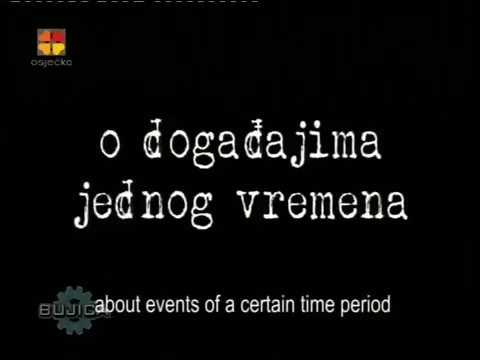 osječka
o događajima
jednog vremena
BUJICA
about events of a certain time period